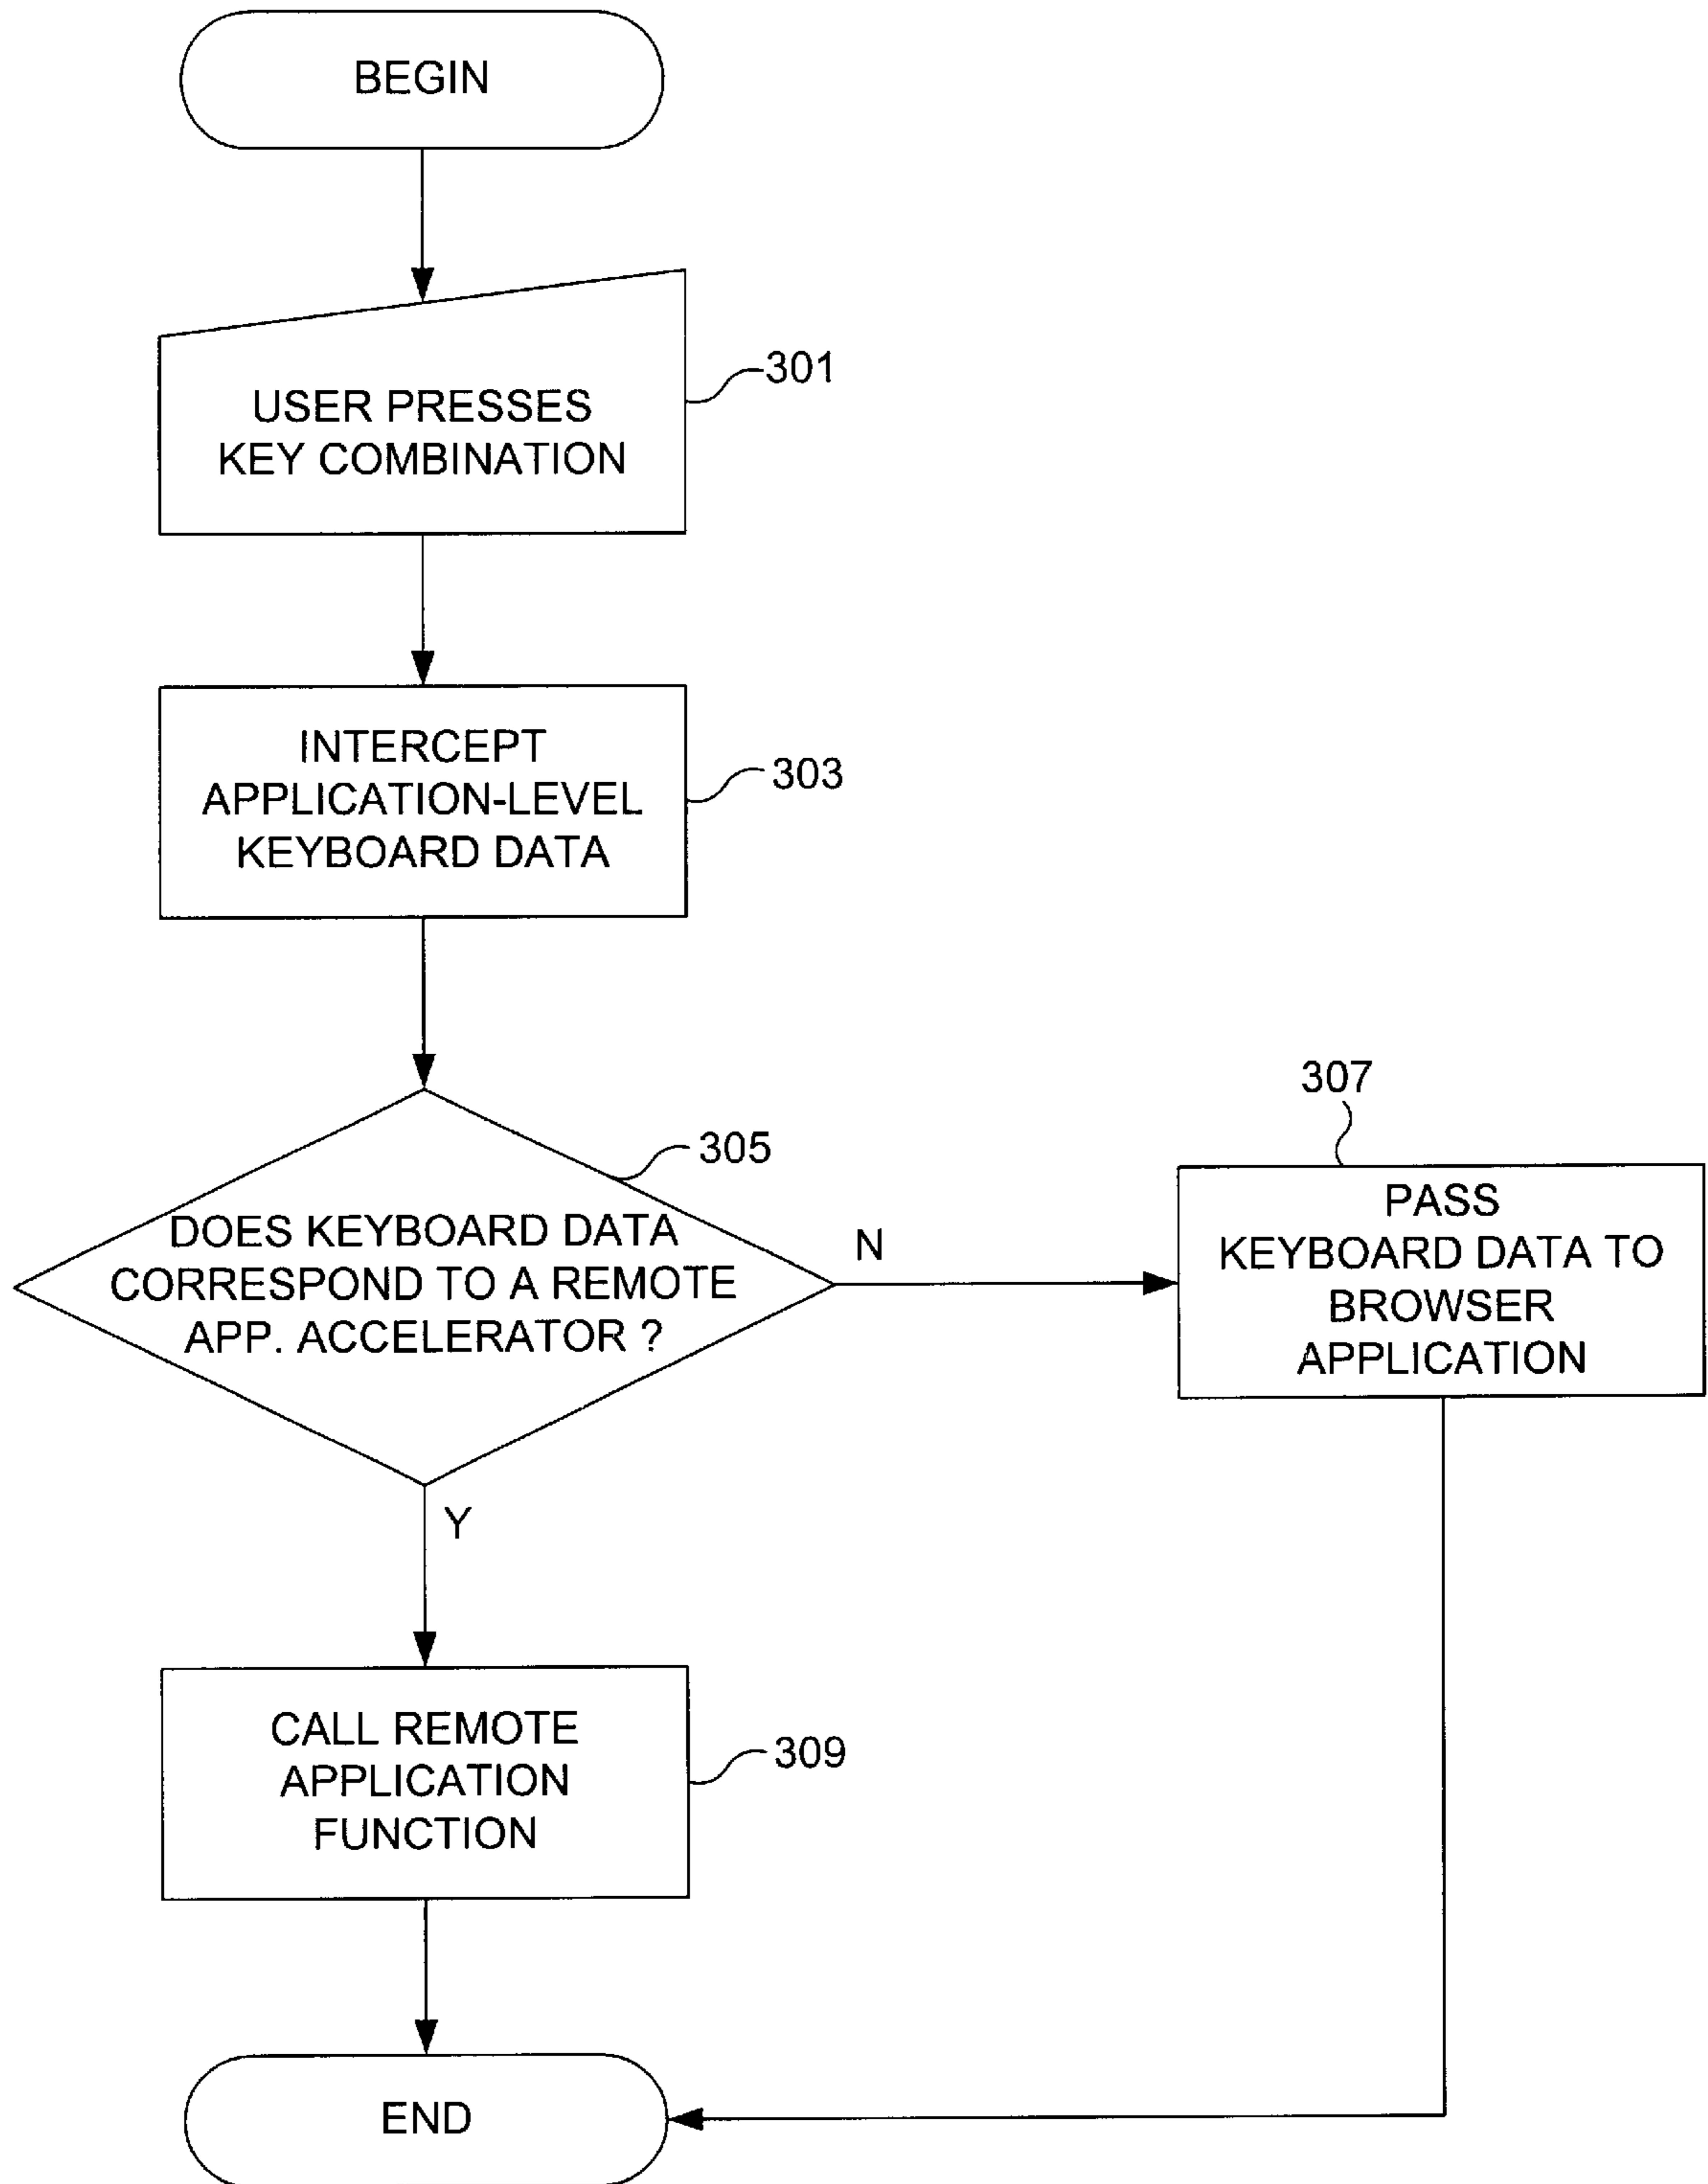 BEGIN
USER PRESSES
KEY COMBINATION
301
INTERCEPT
APPLICATION-LEVEL
KEYBOARD DATA
303
DOES KEYBOARD DATA
CORRESPOND TO A REMOTE
APP. ACCELERATOR ?
305
N
307
PASS
KEYBOARD DATA TO
BROWSER
APPLICATION
Y
CALL REMOTE
APPLICATION
FUNCTION
309
END